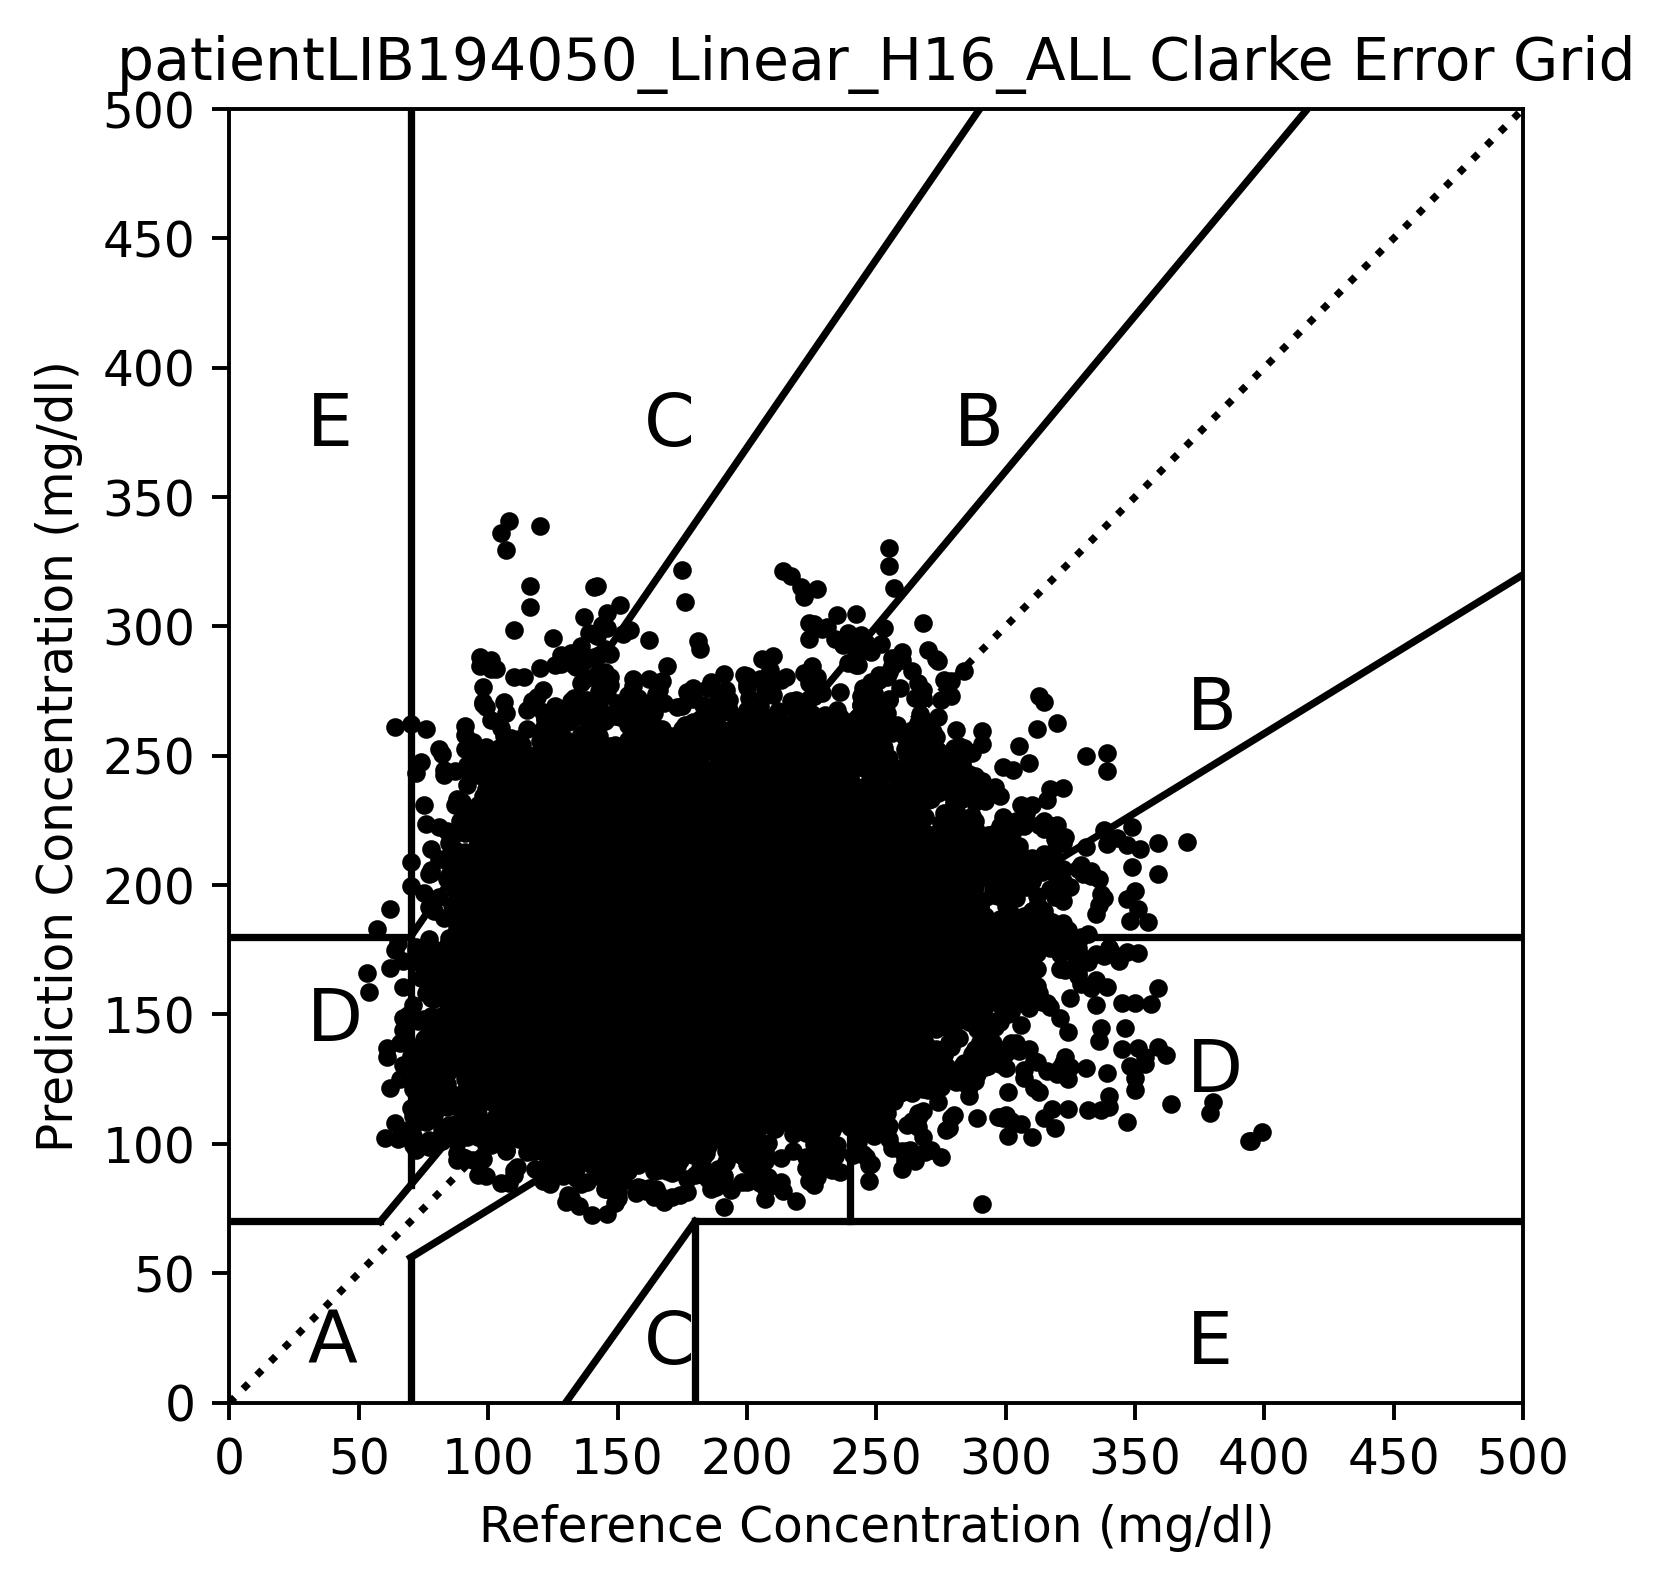 patientLIB194050_Linear_H16_ALL Clarke Error Grid
500
450
400
350
300
250
200
150
100
50
0
Prediction Concentration (mg/dl)
E
C
B
B
D
D
A
C
E
0 50 100 150 200 250 300 350 400 450 500
Reference Concentration (mg/dl)